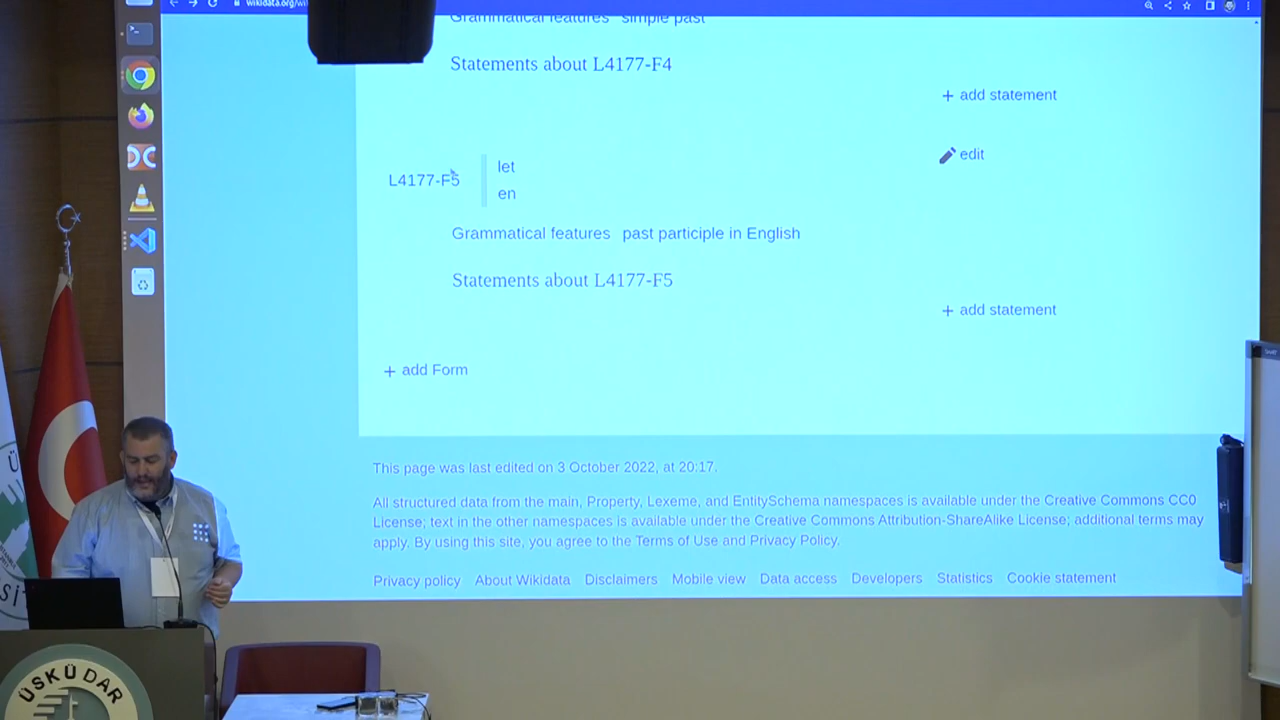 wikidata.org/wi
Grammatical features simple past
Statements about L4177-F4
+ add statement
L4177-F5
let
en
edit
Grammatical features past participle in English
Statements about L4177-F5
+ add statement
+ add Form
This page was last edited on 3 October 2022, at 20:17.
All structured data from the main, Property, Lexeme, and EntitySchema namespaces is available under the Creative Commons CC0
License; text in the other namespaces is available under the Creative Commons Attribution-ShareAlike License; additional terms may
apply. By using this site, you agree to the Terms of Use and Privacy Policy.
Privacy policy About Wikidata Disclaimers Mobile view Data access Developers Statistics Cookie statement
ÜSKÜDAR